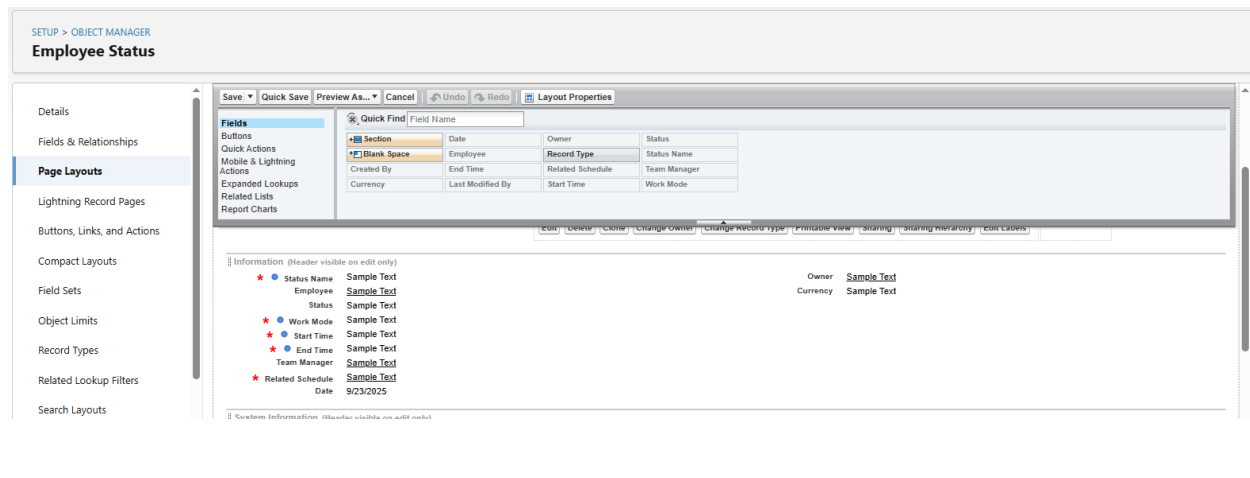 SETUP > OBJECT MANAGER
Employee Status
Details
Fields & Relationships
Page Layouts
Lightning Record Pages
Buttons, Links, and Actions
Compact Layouts
Field Sets
Object Limits
Record Types
Related Lookup Filters
Search Layouts
Save Quick Save Preview As... Cancel Undo Redo Layout Properties
Fields
Buttons
Quick Actions
Mobile & Lightning
Actions
Expanded Lookups
Related Lists
Report Charts
Quick Find Field Name
Section Date Owner Status
Blank Space Employee Record Type Status Name
Created By End Time Related Schedule Team Manager
Currency Last Modified By Start Time Work Mode
Edit Delete Clone Change Owner Change Record Type Printable View Sharing Sharing Hierarchy Edit Labels
Information (Header visible on edit only)
* Status Name Sample Text Owner Sample Text
Employee Sample Text Currency Sample Text
Status Sample Text
* Work Mode Sample Text
* Start Time Sample Text
* End Time Sample Text
Team Manager Sample Text
* Related Schedule Sample Text
Date 9/23/2025
System Information (Header visible on edit only)